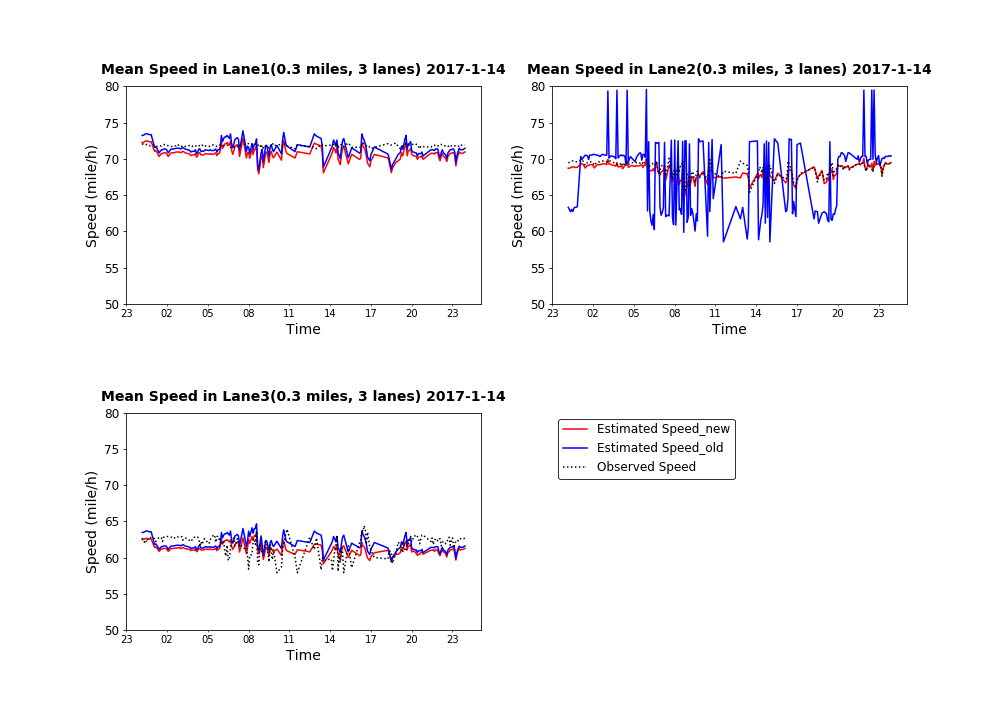 Mean Speed in Lane1(0.3 miles, 3 lanes) 2017-1-14
80
75
70
65
60
55
50
Speed (mile/h)
23 02 05 08 11 14 17 20 23
Time
Mean Speed in Lane2(0.3 miles, 3 lanes) 2017-1-14
80
75
70
65
60
55
50
Speed (mile/h)
23 02 05 08 11 14 17 20 23
Time
Mean Speed in Lane3(0.3 miles, 3 lanes) 2017-1-14
80
75
70
65
60
55
50
Speed (mile/h)
23 02 05 08 11 14 17 20 23
Time
Estimated Speed_new
Estimated Speed_old
Observed Speed